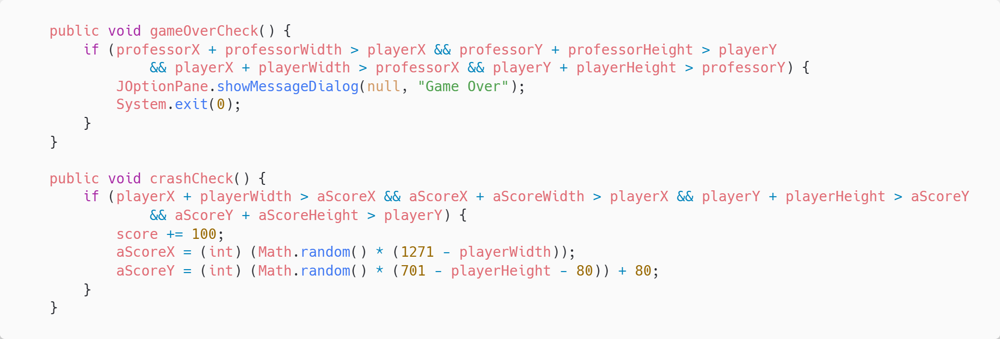 public void gameOverCheck() {
    if (professorX + professorWidth > playerX && professorY + professorHeight > playerY
            && playerX + playerWidth > professorX && playerY + playerHeight > professorY) {
        JOptionPane.showMessageDialog(null, "Game Over");
        System.exit(0);
    }
}

public void crashCheck() {
    if (playerX + playerWidth > aScoreX && aScoreX + aScoreWidth > playerX && playerY + playerHeight > aScoreY
            && aScoreY + aScoreHeight > playerY) {
        score += 100;
        aScoreX = (int) (Math.random() * (1271 - playerWidth));
        aScoreY = (int) (Math.random() * (701 - playerHeight - 80)) + 80;
    }
}